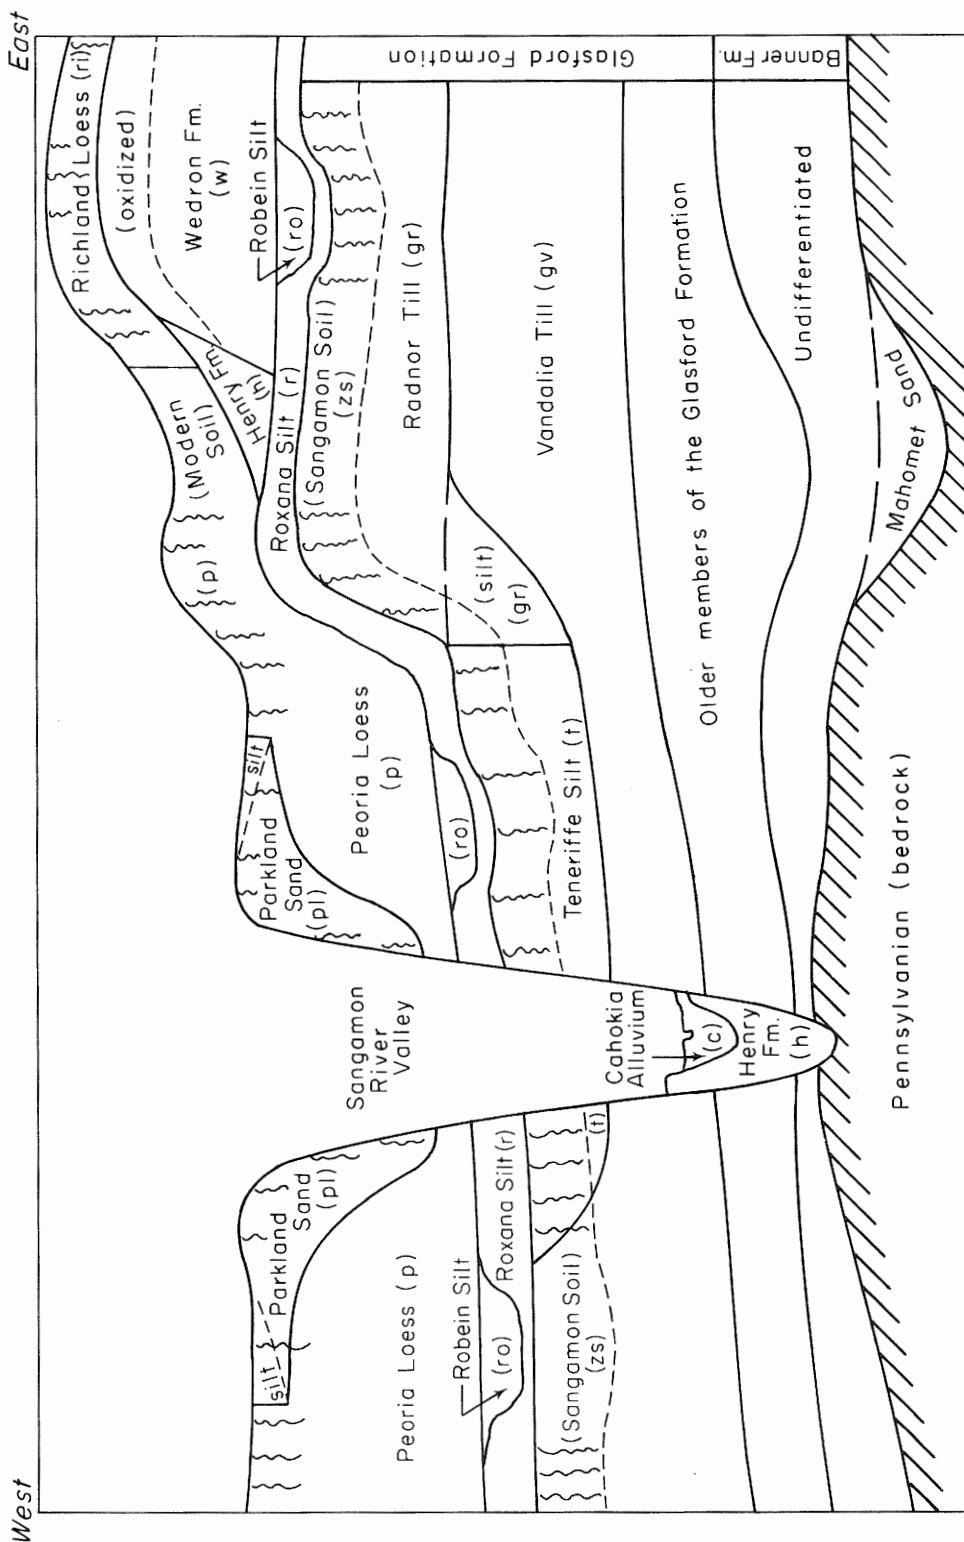 West
East
Richland Loess (ri)
(oxidized)
Wedron Fm.
(w)
Robein Silt
(ro)
Henry Fm.
(h)
(Modern
Soil)
(p)
Roxana Silt (r)
(Sangamon Soil)
(zs)
Radnor Till (gr)
Vandalia Till (gv)
(silt)
(gr)
Glasford Formation
Banner Fm.
Older members of the Glasford Formation
Undifferentiated
Mahomet Sand
Pennsylvanian (bedrock)
silt
Parkland
Sand
(pl)
Peoria Loess
(p)
(ro)
Teneriffe Silt (t)
Sangamon
River
Valley
Cahokia
Alluvium
(c)
Henry
Fm.
(h)
silt
Parkland
Sand
(pl)
Peoria Loess (p)
Robein Silt
(ro)
Roxana Silt (r)
(t)
(Sangamon Soil)
(zs)